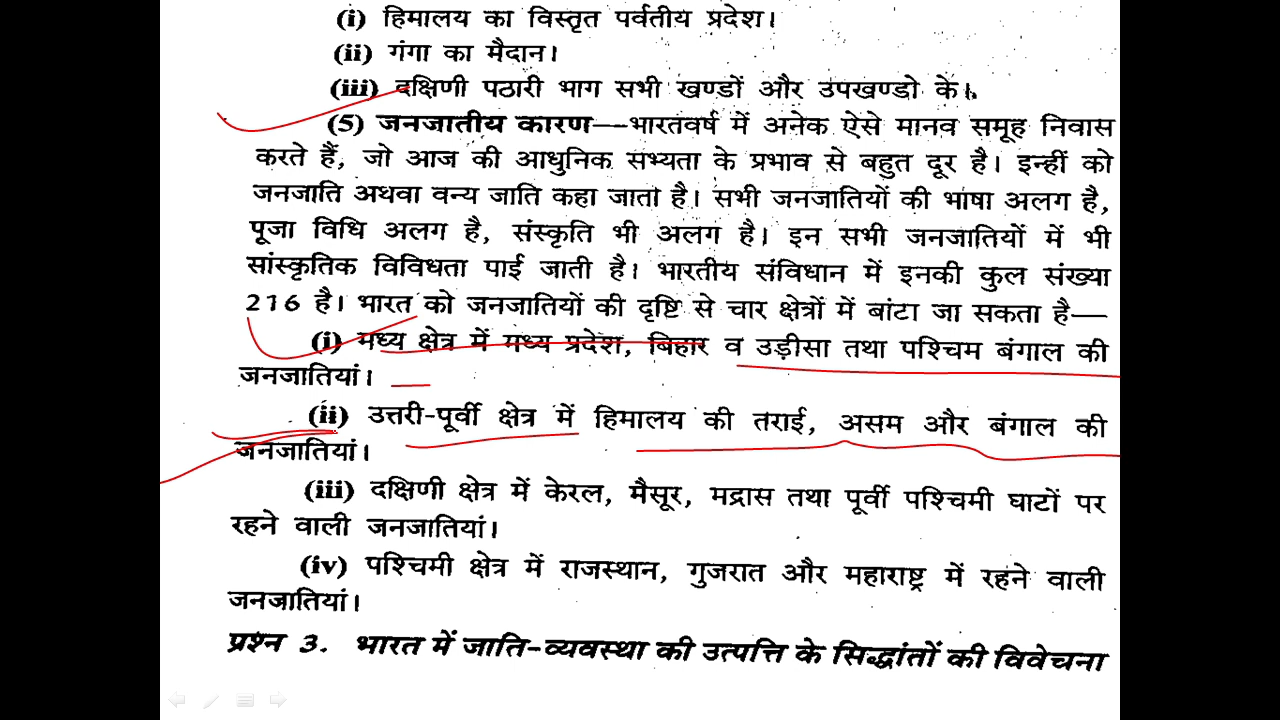 (i) हिमालय का विस्तृत पर्वतीय प्रदेश।
(ii) गंगा का मैदान।
(iii) दक्षिणी पठारी भाग सभी खण्डों और उपखण्डो के।
(5) जनजातीय कारण—भारतवर्ष में अनेक ऐसे मानव समूह निवास
करते हैं, जो आज की आधुनिक सभ्यता के प्रभाव से बहुत दूर है। इन्हीं को
जनजाति अथवा वन्य जाति कहा जाता है। सभी जनजातियों की भाषा अलग है,
पूजा विधि अलग है, संस्कृति भी अलग है। इन सभी जनजातियों में भी
सांस्कृतिक विविधता पाई जाती है। भारतीय संविधान में इनकी कुल संख्या
216 है। भारत को जनजातियों की दृष्टि से चार क्षेत्रों में बांटा जा सकता है—
(i) मध्य क्षेत्र में मध्य प्रदेश, बिहार व उड़ीसा तथा पश्चिम बंगाल की
जनजातियां।
(ii) उत्तरी-पूर्वी क्षेत्र में हिमालय की तराई, असम और बंगाल की
जनजातियां।
(iii) दक्षिणी क्षेत्र में केरल, मैसूर, मद्रास तथा पूर्वी पश्चिमी घाटों पर
रहने वाली जनजातियां।
(iv) पश्चिमी क्षेत्र में राजस्थान, गुजरात और महाराष्ट्र में रहने वाली
जनजातियां।
प्रश्न 3. भारत में जाति-व्यवस्था की उत्पत्ति के सिद्धांतों की विवेचना